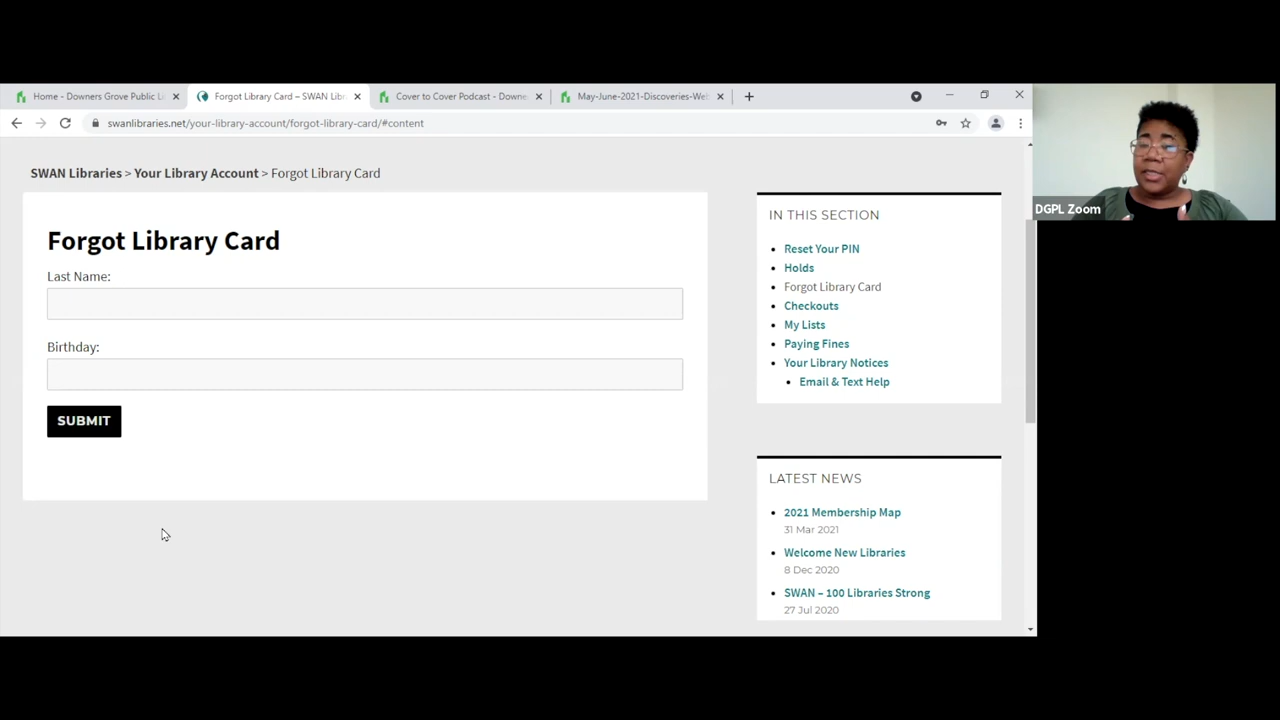 Home - Downers Grove Public Li
Forgot Library Card – SWAN Libr
Cover to Cover Podcast - Downe
May-June-2021-Discoveries-Web
swanlibraries.net/your-library-account/forgot-library-card/#content
SWAN Libraries > Your Library Account > Forgot Library Card
Forgot Library Card
Last Name:
Birthday:
SUBMIT
IN THIS SECTION
Reset Your PIN
Holds
Forgot Library Card
Checkouts
My Lists
Paying Fines
Your Library Notices
Email & Text Help
LATEST NEWS
2021 Membership Map
31 Mar 2021
Welcome New Libraries
8 Dec 2020
SWAN – 100 Libraries Strong
27 Jul 2020
DGPL Zoom